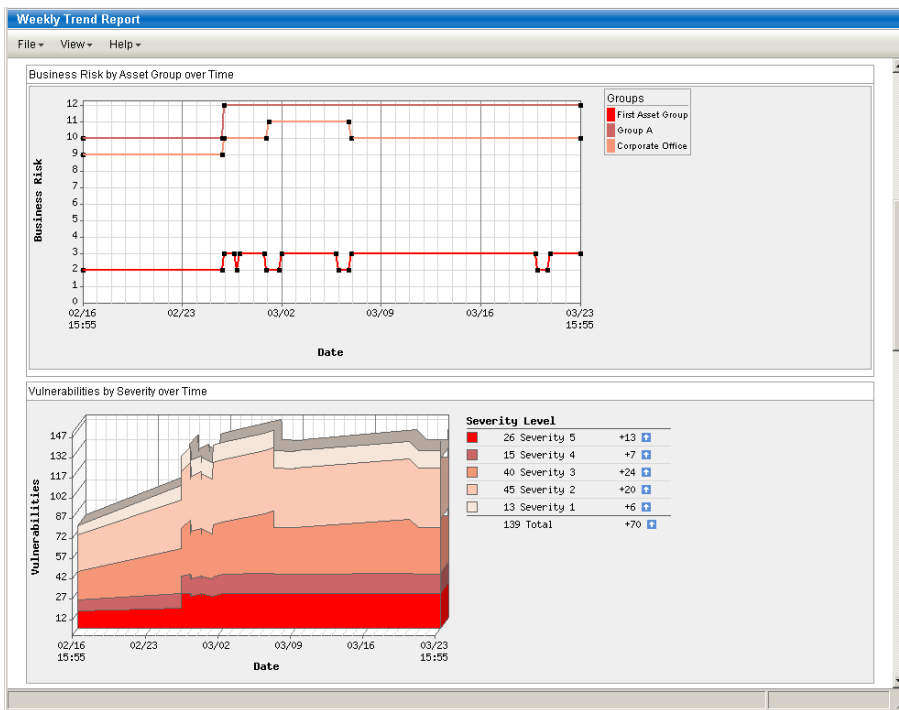 Weekly Trend Report
File View Help
Business Risk by Asset Group over Time
12
11
10
9
8
7
6
5
4
3
2
1
0
Business Risk
02/16 15:55
02/23
03/02
03/09
03/16
03/23 15:55
Date
Groups
First Asset Group
Group A
Corporate Office
Vulnerabilities by Severity over Time
147
132
117
102
87
72
57
42
27
12
Vulnerabilities
02/16 15:55
02/23
03/02
03/09
03/16
03/23 15:55
Date
Severity Level
26 Severity 5 +13
15 Severity 4 +7
40 Severity 3 +24
45 Severity 2 +20
13 Severity 1 +6
139 Total +70